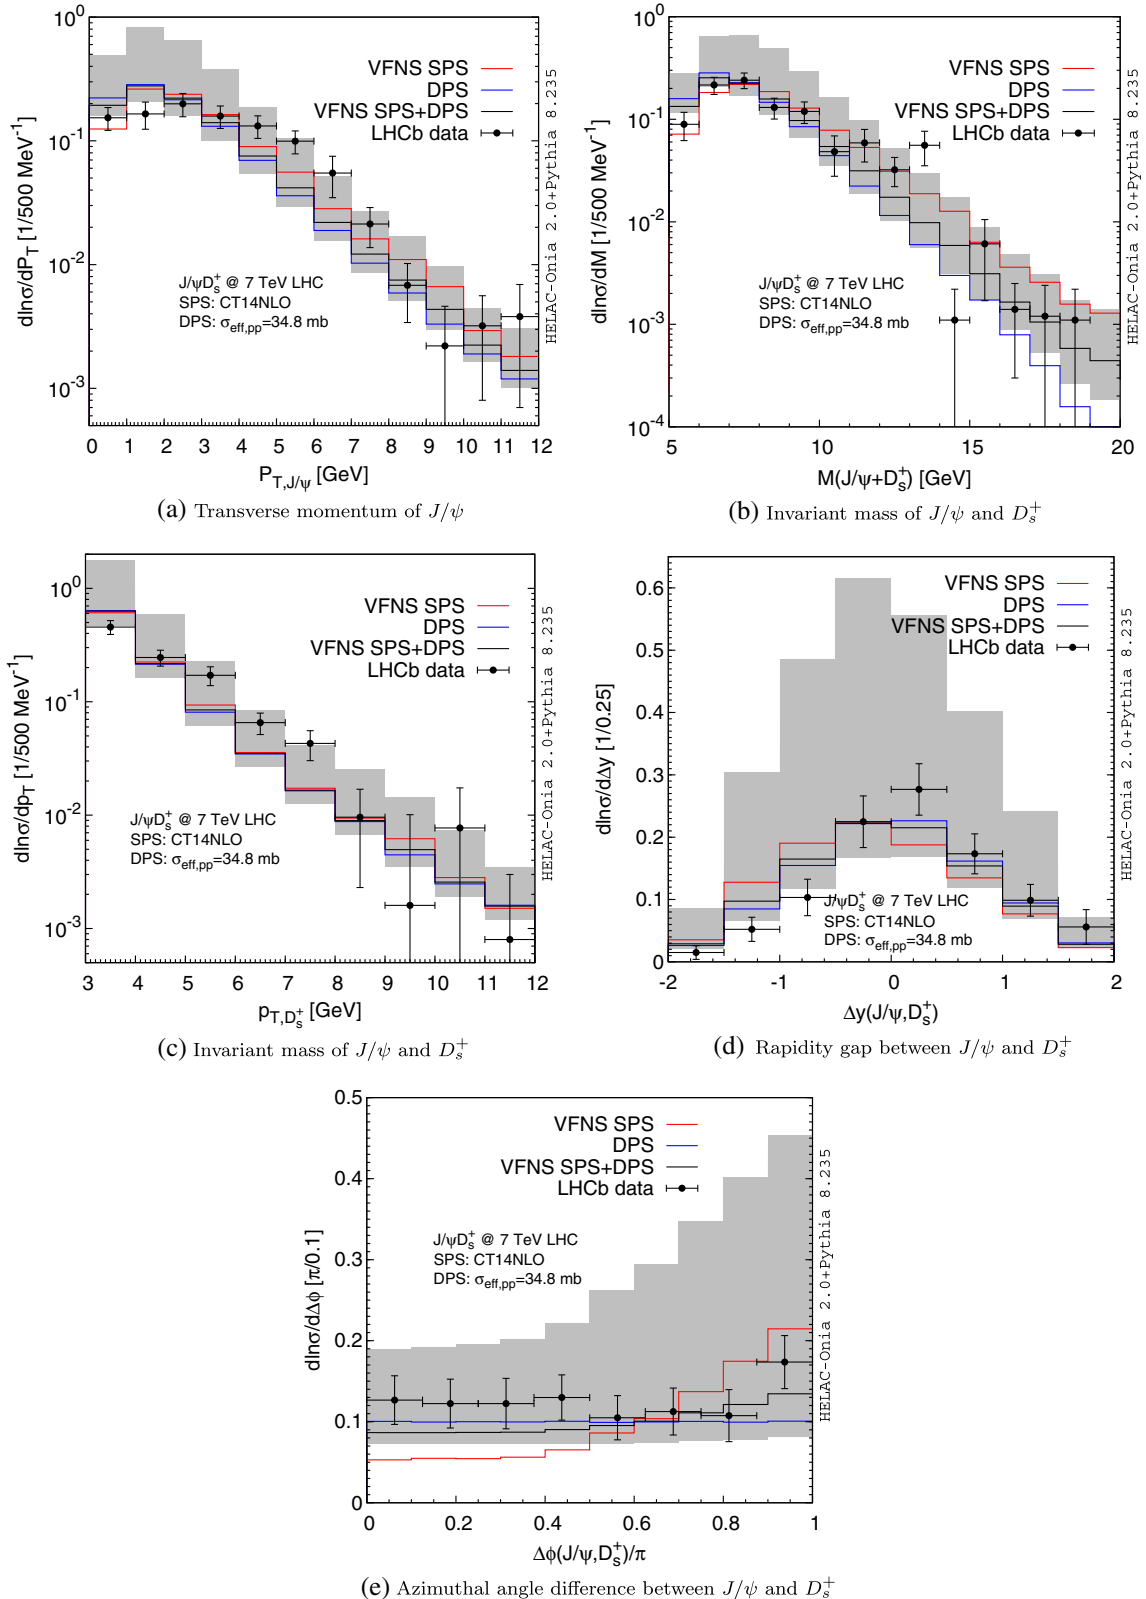 10^0
10^-1
10^-2
10^-3
dlnσ/dP_T [1/500 MeV^-1]
VFNS SPS
DPS
VFNS SPS+DPS
LHCb data
J/ψD_s^+ @ 7 TeV LHC
SPS: CT14NLO
DPS: σ_eff,pp=34.8 mb
HELAC-Onia 2.0+Pythia 8.235
0 1 2 3 4 5 6 7 8 9 10 11 12
P_T,J/ψ [GeV]
(a) Transverse momentum of J/ψ
10^0
10^-1
10^-2
10^-3
10^-4
dlnσ/dM [1/500 MeV^-1]
VFNS SPS
DPS
VFNS SPS+DPS
LHCb data
J/ψD_s^+ @ 7 TeV LHC
SPS: CT14NLO
DPS: σ_eff,pp=34.8 mb
HELAC-Onia 2.0+Pythia 8.235
5 10 15 20
M(J/ψ+D_s^+) [GeV]
(b) Invariant mass of J/ψ and D_s^+
10^0
10^-1
10^-2
10^-3
dlnσ/dp_T [1/500 MeV^-1]
VFNS SPS
DPS
VFNS SPS+DPS
LHCb data
J/ψD_s^+ @ 7 TeV LHC
SPS: CT14NLO
DPS: σ_eff,pp=34.8 mb
HELAC-Onia 2.0+Pythia 8.235
3 4 5 6 7 8 9 10 11 12
p_T,D_s^+ [GeV]
(c) Invariant mass of J/ψ and D_s^+
0.6
0.5
0.4
0.3
0.2
0.1
0
dlnσ/dΔy [1/0.25]
VFNS SPS
DPS
VFNS SPS+DPS
LHCb data
J/ψD_s^+ @ 7 TeV LHC
SPS: CT14NLO
DPS: σ_eff,pp=34.8 mb
HELAC-Onia 2.0+Pythia 8.235
-2 -1 0 1 2
Δy(J/ψ,D_s^+)
(d) Rapidity gap between J/ψ and D_s^+
0.5
0.4
0.3
0.2
0.1
0
dlnσ/dΔϕ [π/0.1]
VFNS SPS
DPS
VFNS SPS+DPS
LHCb data
J/ψD_s^+ @ 7 TeV LHC
SPS: CT14NLO
DPS: σ_eff,pp=34.8 mb
HELAC-Onia 2.0+Pythia 8.235
0 0.2 0.4 0.6 0.8 1
Δϕ(J/ψ,D_s^+)/π
(e) Azimuthal angle difference between J/ψ and D_s^+